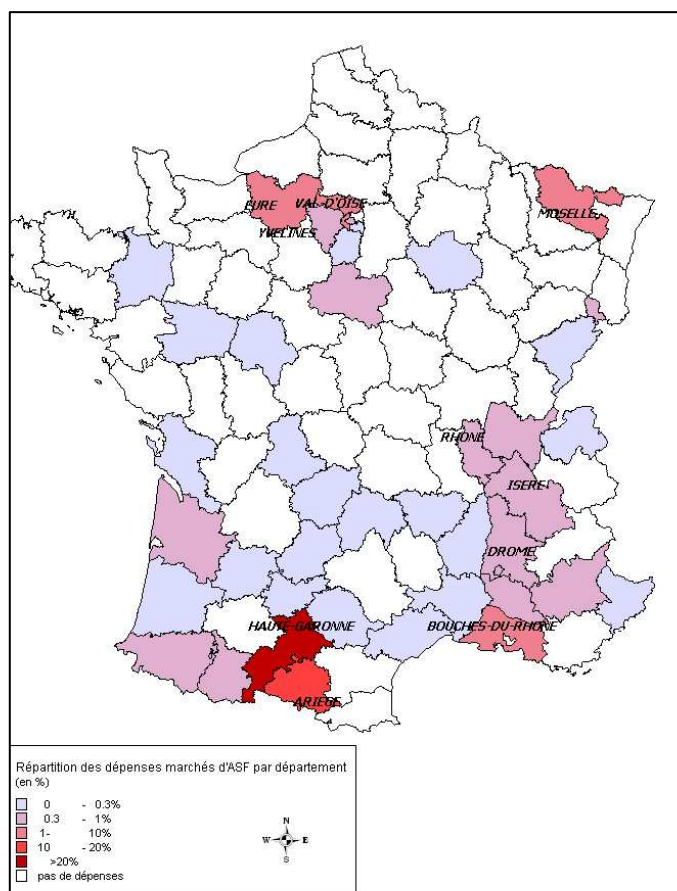 EURE
VAL-D'OISE
YVELINES
MOSELLE
RHONE
ISERE
DROME
HAUTE-GARONNE
BOUCHES-DU-RHONE
ARIEGE
Répartition des dépenses marchés d'ASF par département
(en %)
0 - 0.3%
0.3 - 1%
1- 10%
10 - 20%
>20%
pas de dépenses
N
W E
S